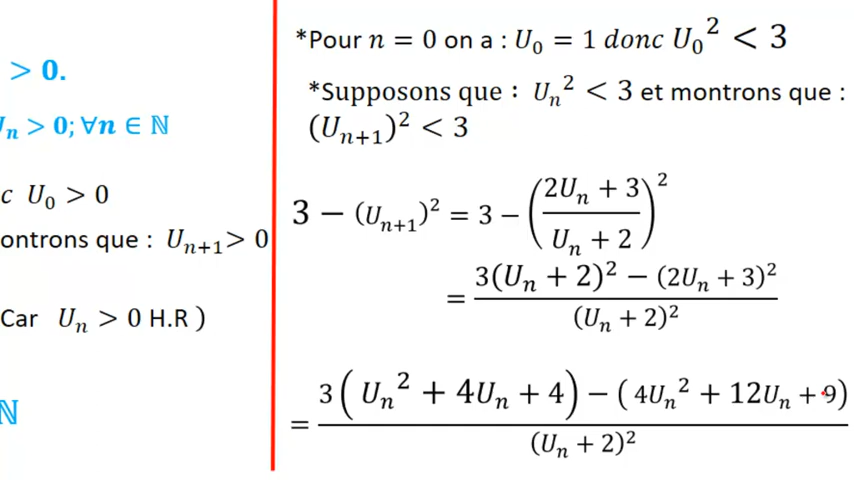 > 0.
Uₙ > 0; ∀n ∈ ℕ
c U₀ > 0
ontrons que : Uₙ₊₁ > 0
Car Uₙ > 0 H.R )
ℕ
*Pour n = 0 on a : U₀ = 1 donc U₀² < 3
*Supposons que : Uₙ² < 3 et montrons que :
(Uₙ₊₁)² < 3
3 − (Uₙ₊₁)² = 3 − ((2Uₙ + 3)/(Uₙ + 2))²
= (3(Uₙ + 2)² − (2Uₙ + 3)²)/(Uₙ + 2)²
= (3(Uₙ² + 4Uₙ + 4) − (4Uₙ² + 12Uₙ + 9))/(Uₙ + 2)²